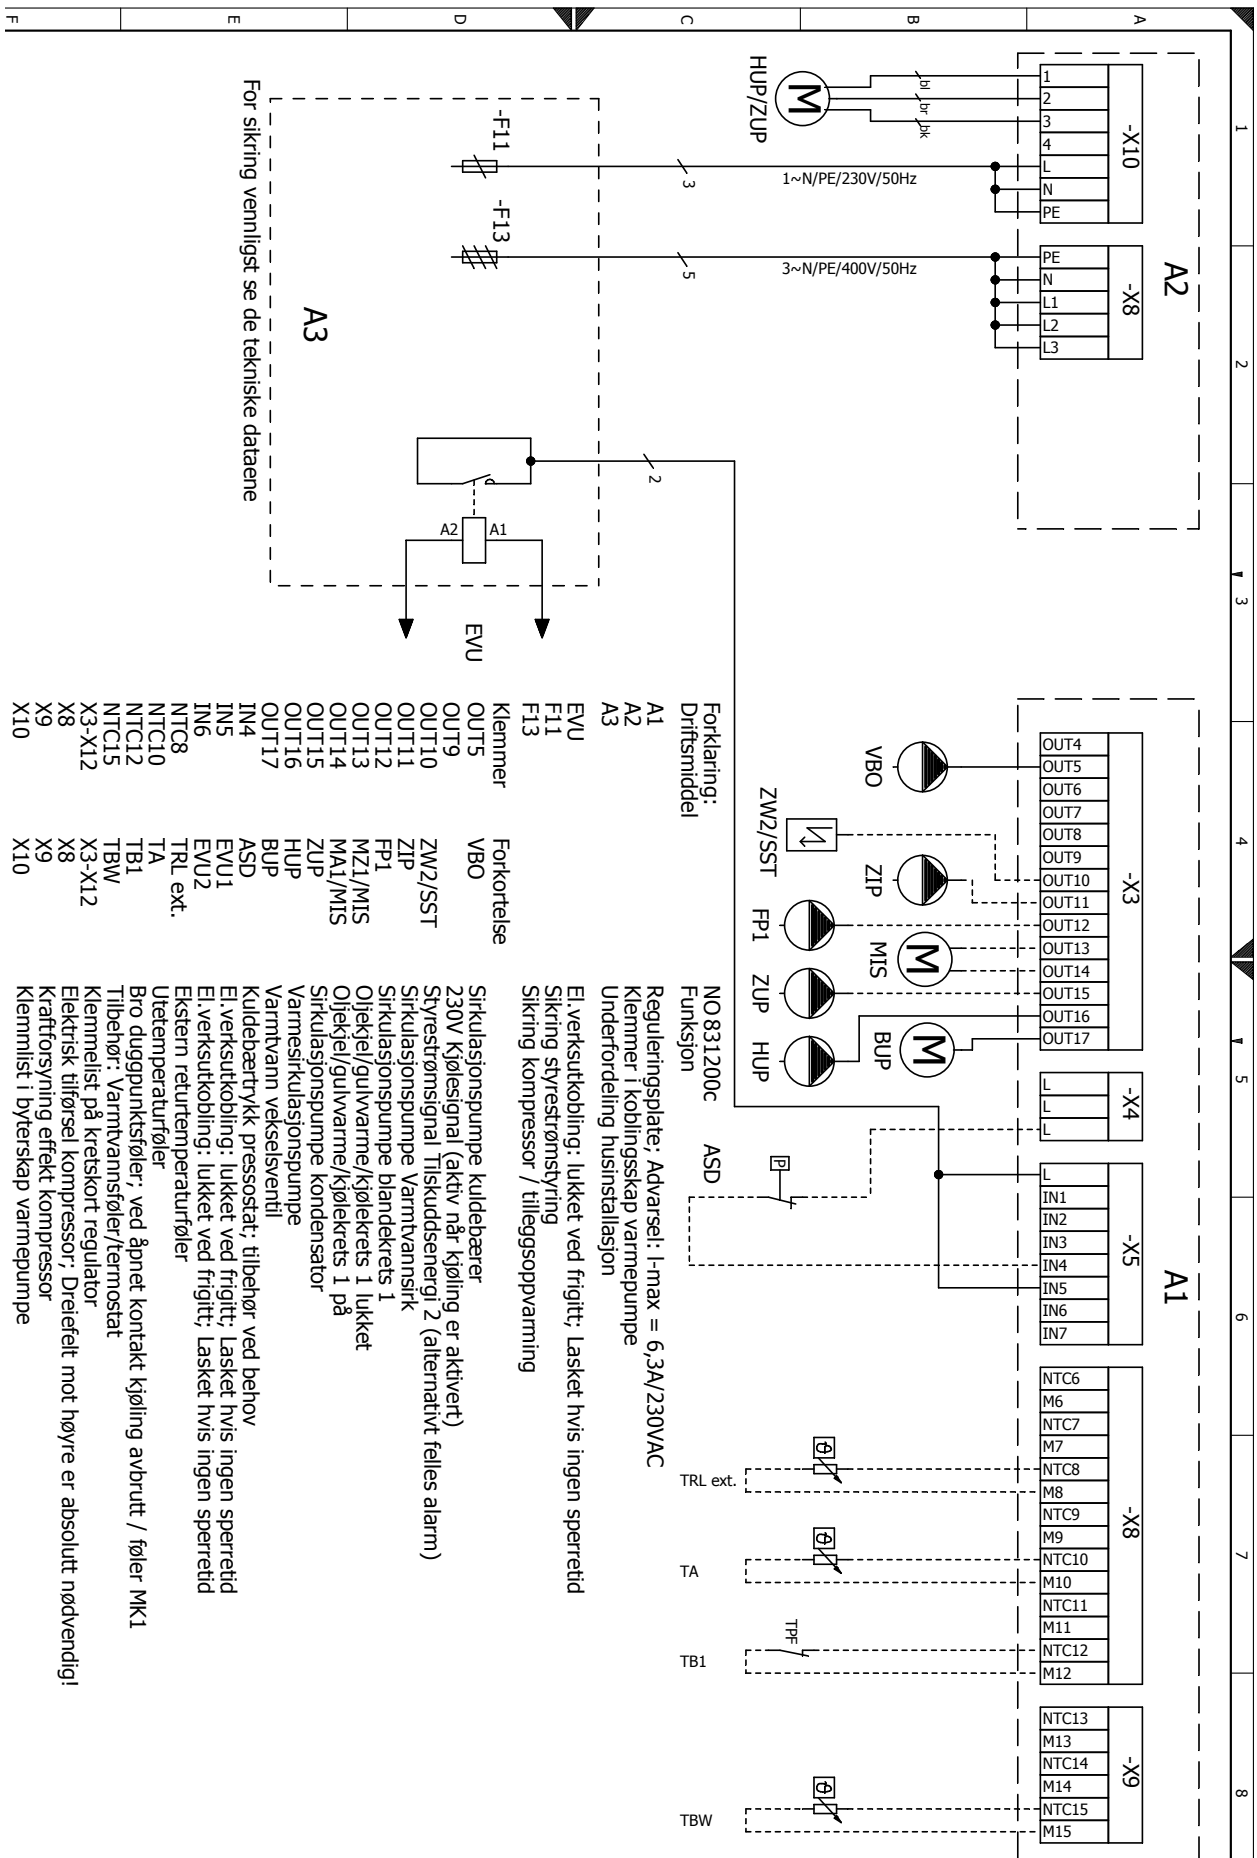 1
2
3
4
5
6
7
8
A
B
C
D
E
F
A2
-X10
1
2
3
4
L
N
PE
-X8
PE
N
L1
L2
L3
bl
br
bk
M
HUP/ZUP
1~N/PE/230V/50Hz
3
3~N/PE/400V/50Hz
5
-F11
-F13
A3
For sikring vennligst se de tekniske dataene
2
A2
A1
EVU
A1
-X3
OUT4
OUT5
OUT6
OUT7
OUT8
OUT9
OUT10
OUT11
OUT12
OUT13
OUT14
OUT15
OUT16
OUT17
-X4
L
L
L
-X5
L
IN1
IN2
IN3
IN4
IN5
IN6
IN7
-X8
NTC6
M6
NTC7
M7
NTC8
M8
NTC9
M9
NTC10
M10
NTC11
M11
NTC12
M12
-X9
NTC13
M13
NTC14
M14
NTC15
M15
VBO
ZW2/SST
ZIP
FP1
M
MIS
ZUP
HUP
M
BUP
P
ASD
ϑ
TRL ext.
ϑ
TA
TPF
TB1
ϑ
TBW
Forklaring: NO831200c
Driftsmiddel Funksjon
A1 Reguleringsplate; Advarsel: I-max = 6,3A/230VAC
A2 Klemmer i koblingsskap varmepumpe
A3 Underfordeling husinstallasjon
EVU El.verksutkobling: lukket ved frigitt; Lasket hvis ingen sperretid
F11 Sikring styrestrømstyring
F13 Sikring kompressor / tilleggsoppvarming
Klemmer Forkortelse
OUT5 VBO Sirkulasjonspumpe kuldebærer
OUT9 230V Kjølesignal (aktiv når kjøling er aktivert)
OUT10 ZW2/SST Styrestrømsignal Tilskuddsenergi 2 (alternativt felles alarm)
OUT11 ZIP Sirkulasjonspumpe Varmtvannsirk
OUT12 FP1 Sirkulasjonspumpe blandekrets 1
OUT13 MZ1/MIS Oljekjel/gulvvarme/kjølekrets 1 lukket
OUT14 MA1/MIS Oljekjel/gulvvarme/kjølekrets 1 på
OUT15 ZUP Sirkulasjonspumpe kondensator
OUT16 HUP Varmesirkulasjonspumpe
OUT17 BUP Varmtvann vekselsventil
IN4 ASD Kuldebærtrykk pressostat; tilbehør ved behov
IN5 EVU1 El.verksutkobling: lukket ved frigitt; Lasket hvis ingen sperretid
IN6 EVU2 El.verksutkobling: lukket ved frigitt; Lasket hvis ingen sperretid
NTC8 TRL ext. Ekstern returtemperaturføler
NTC10 TA Utetemperaturføler
NTC12 TB1 Bro duggpunktsføler; ved åpnet kontakt kjøling avbrutt / føler MK1
NTC15 TBW Tilbehør: Varmtvannsføler/termostat
X3-X12 X3-X12 Klemmelist på kretskort regulator
X8 X8 Elektrisk tilførsel kompressor; Dreiefelt mot høyre er absolutt nødvendig!
X9 X9 Kraftforsyning effekt kompressor
X10 X10 Klemmlist i byterskap varmepumpe